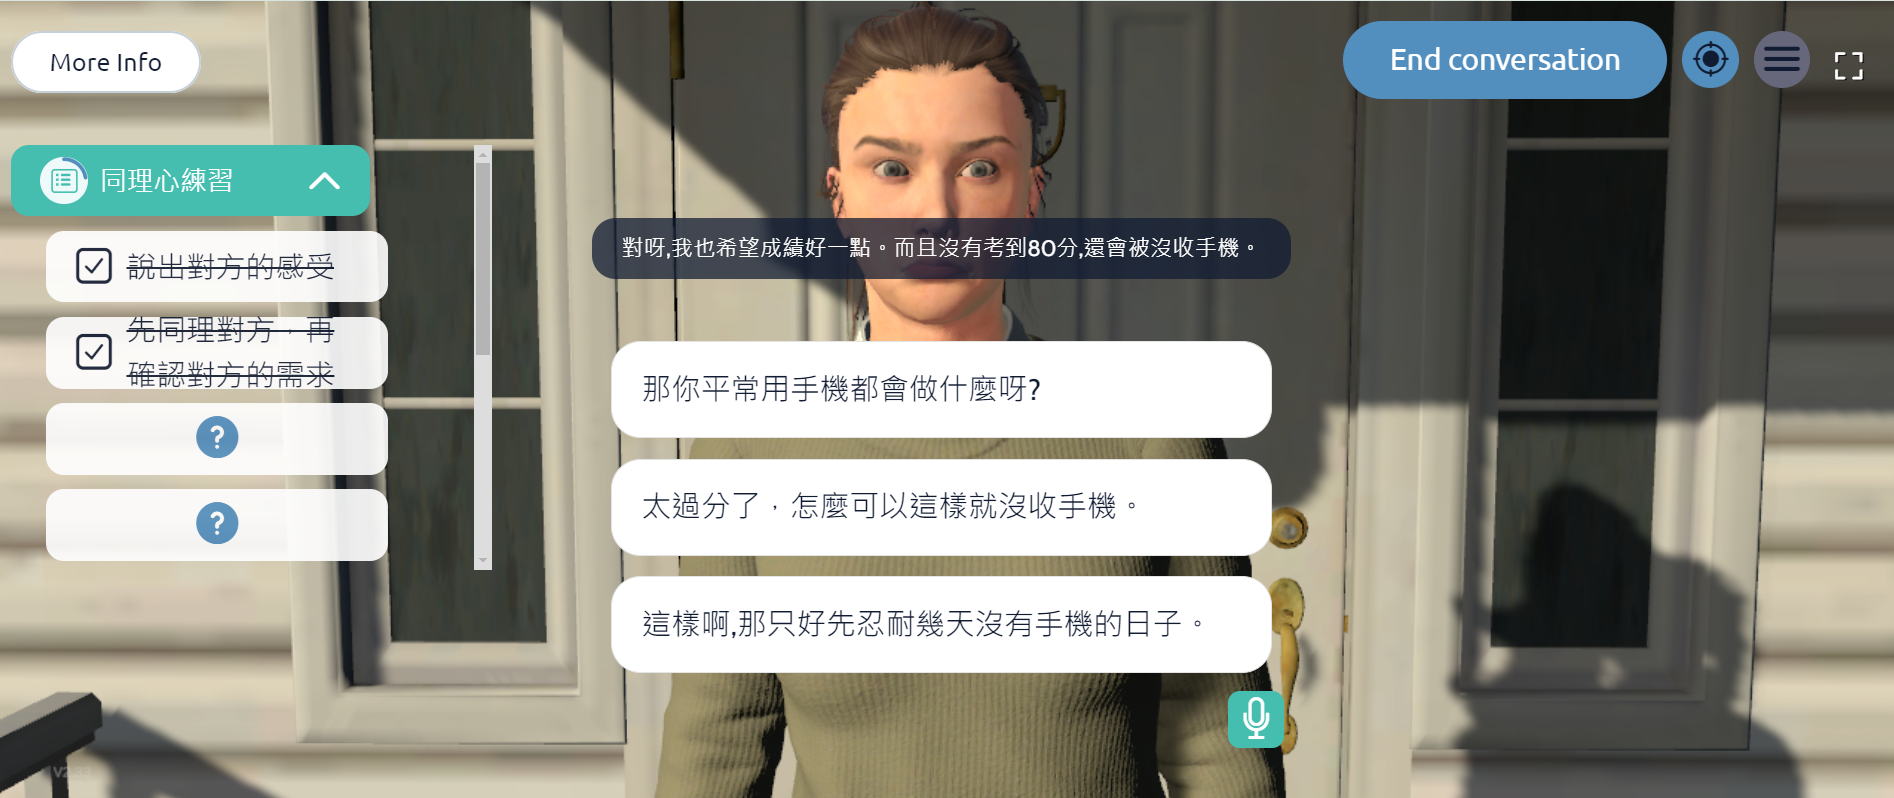 More Info
End conversation
同理心練習
說出對方的感受
先同理對方，再
確認對方的需求
?
?
對呀,我也希望成績好一點。而且沒有考到80分,還會被沒收手機。
那你平常用手機都會做什麼呀?
太過分了，怎麼可以這樣就沒收手機。
這樣啊,那只好先忍耐幾天沒有手機的日子。